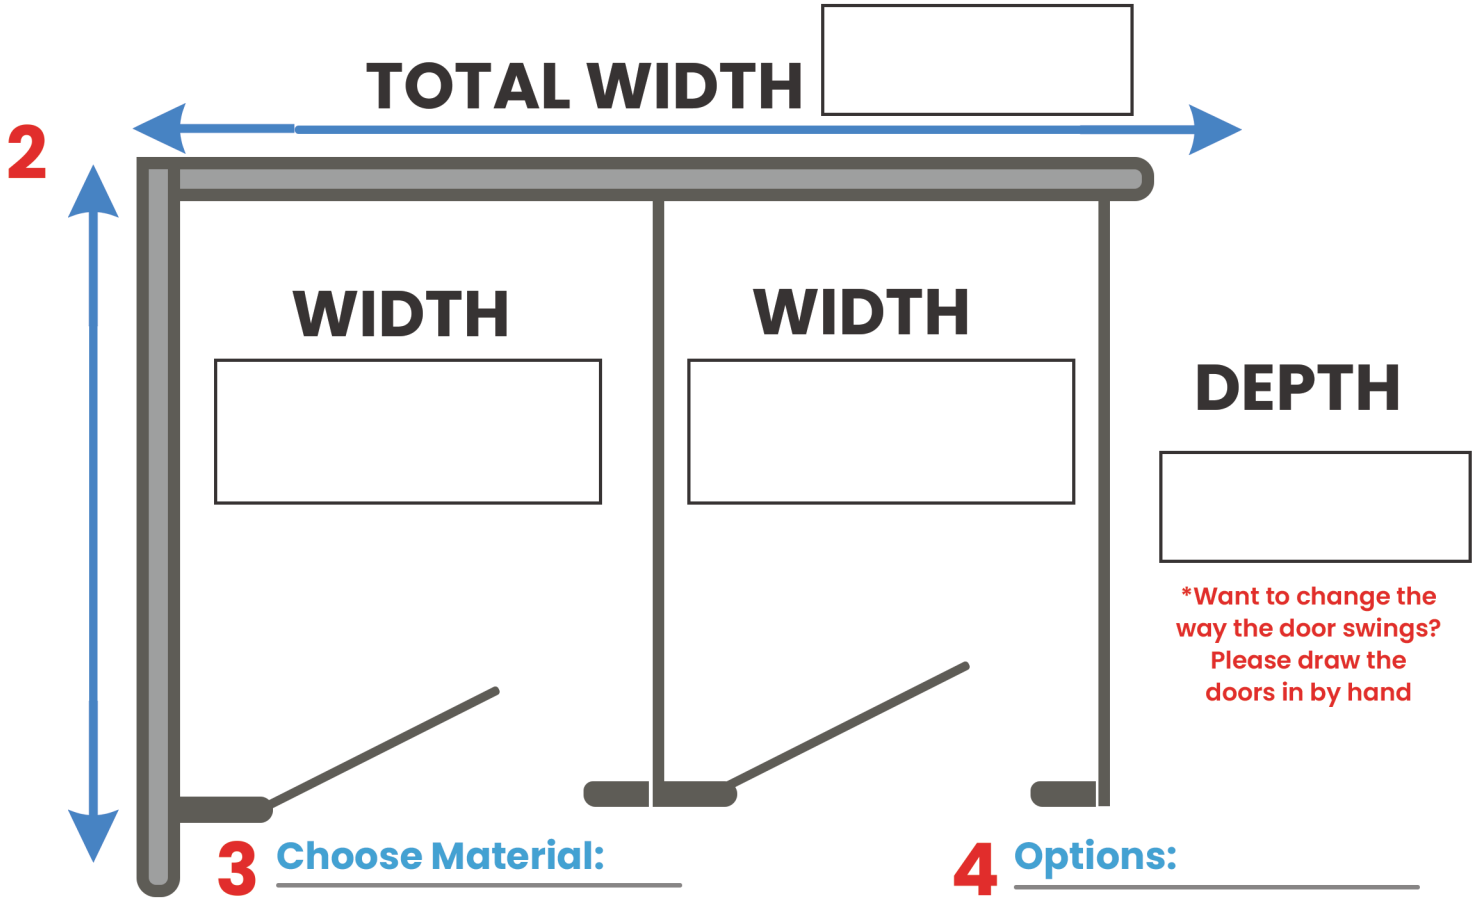 TOTAL WIDTH
2
WIDTH
WIDTH
DEPTH
*Want to change the
way the door swings?
Please draw the
doors in by hand
3 Choose Material:
4 Options: